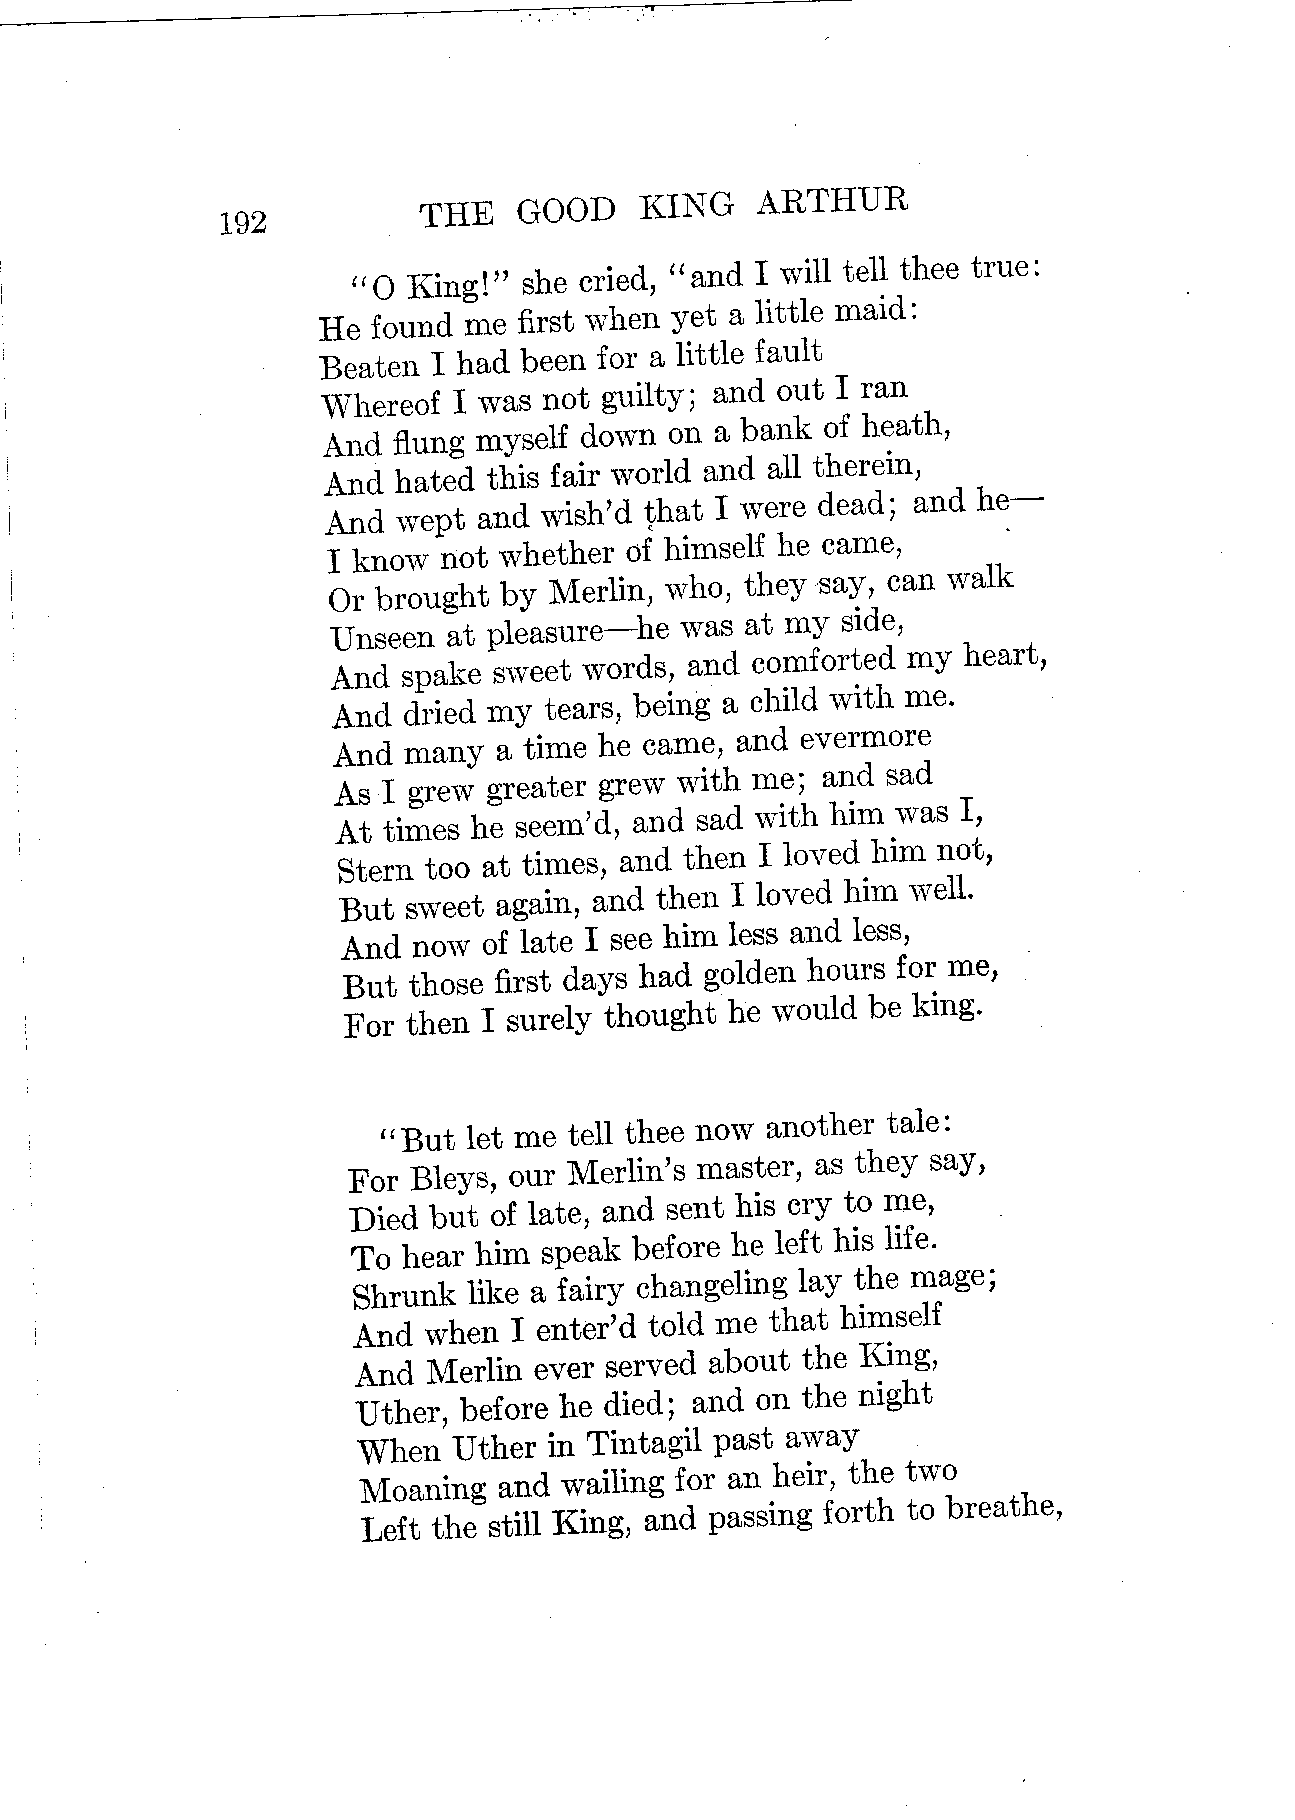 192 THE GOOD KING ARTHUR
"O King!" she cried, "and I will tell thee true:
He found me first when yet a little maid:
Beaten I had been for a little fault
Whereof I was not guilty; and out I ran
And flung myself down on a bank of heath,
And hated this fair world and all therein,
And wept and wish'd that I were dead; and he—
I know not whether of himself he came,
Or brought by Merlin, who, they say, can walk
Unseen at pleasure—he was at my side,
And spake sweet words, and comforted my heart,
And dried my tears, being a child with me.
And many a time he came, and evermore
As I grew greater grew with me; and sad
At times he seem'd, and sad with him was I,
Stern too at times, and then I loved him not,
But sweet again, and then I loved him well.
And now of late I see him less and less,
But those first days had golden hours for me,
For then I surely thought he would be king.
"But let me tell thee now another tale:
For Bleys, our Merlin's master, as they say,
Died but of late, and sent his cry to me,
To hear him speak before he left his life.
Shrunk like a fairy changeling lay the mage;
And when I enter'd told me that himself
And Merlin ever served about the King,
Uther, before he died; and on the night
When Uther in Tintagil past away
Moaning and wailing for an heir, the two
Left the still King, and passing forth to breathe,